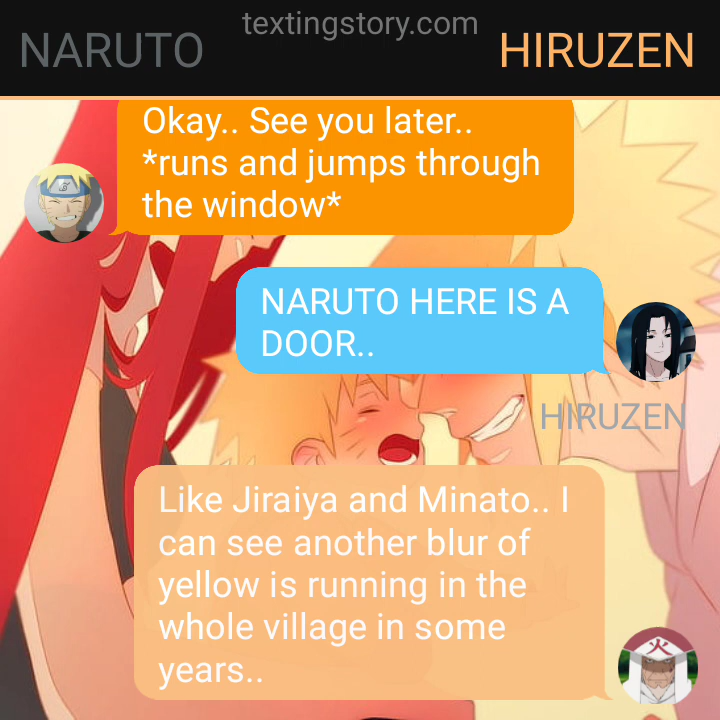 textingstory.com
NARUTO
HIRUZEN
Okay.. See you later..
*runs and jumps through
the window*
NARUTO HERE IS A
DOOR..
HIRUZEN
Like Jiraiya and Minato.. I
can see another blur of
yellow is running in the
whole village in some
years..
火